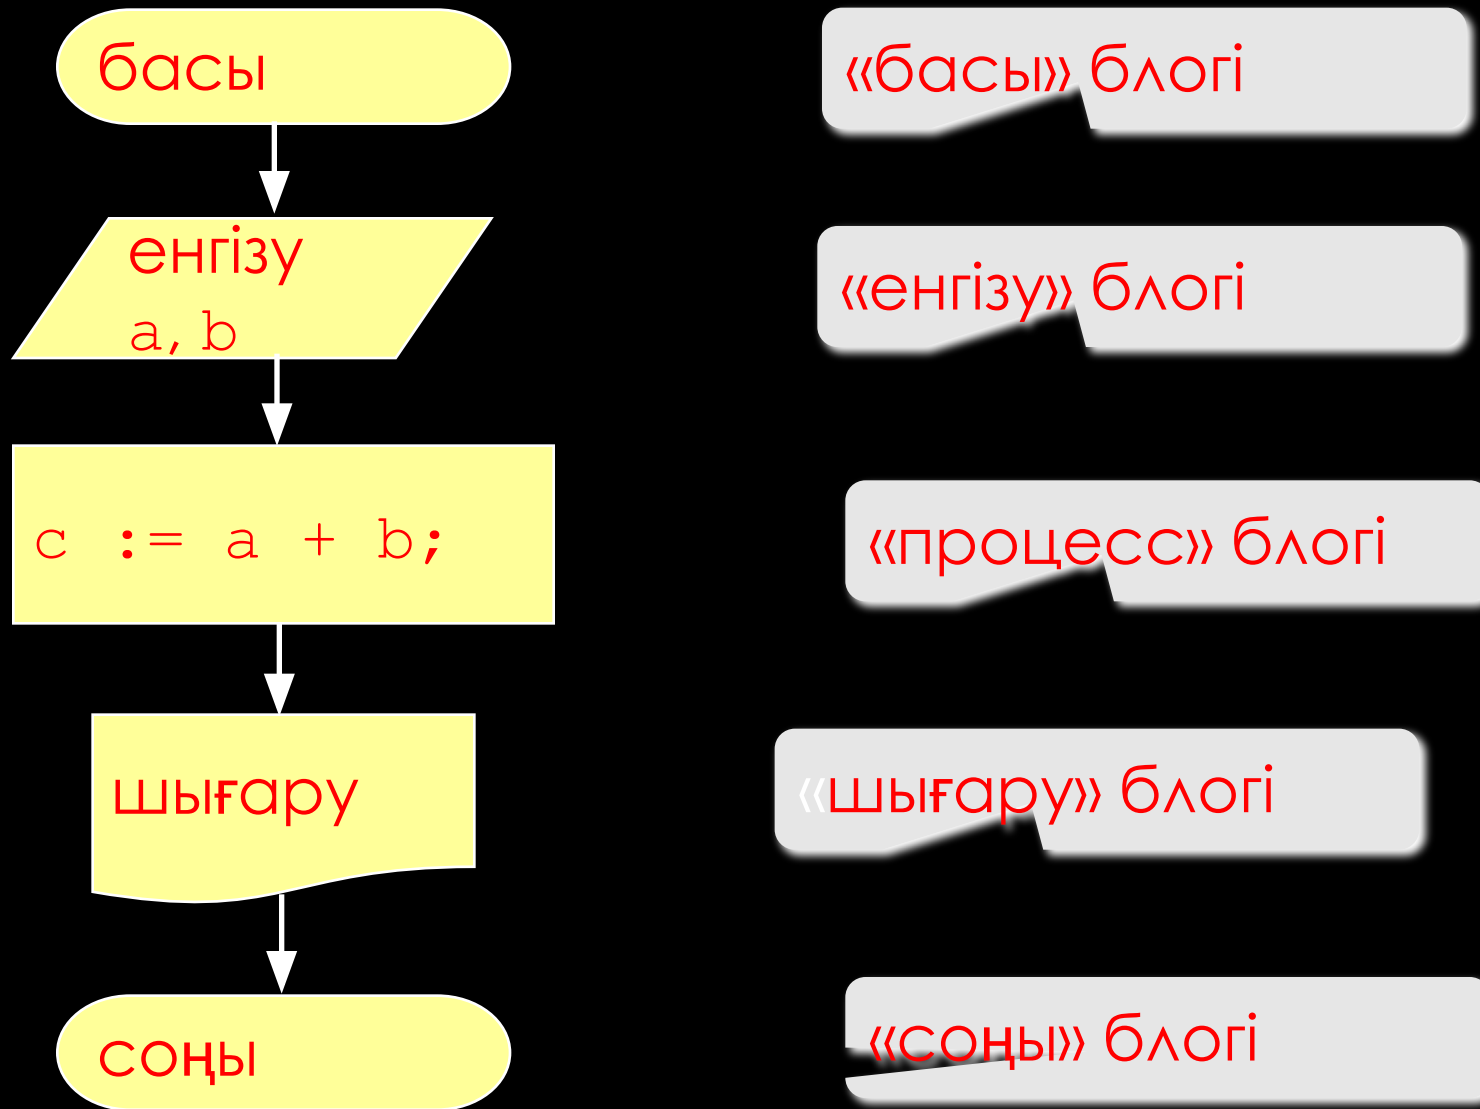 басы
«басы» блогі
енгізу
a,b
«енгізу» блогі
c := a + b;
«процесс» блогі
шығару
«шығару» блогі
соңы
«соңы» блогі